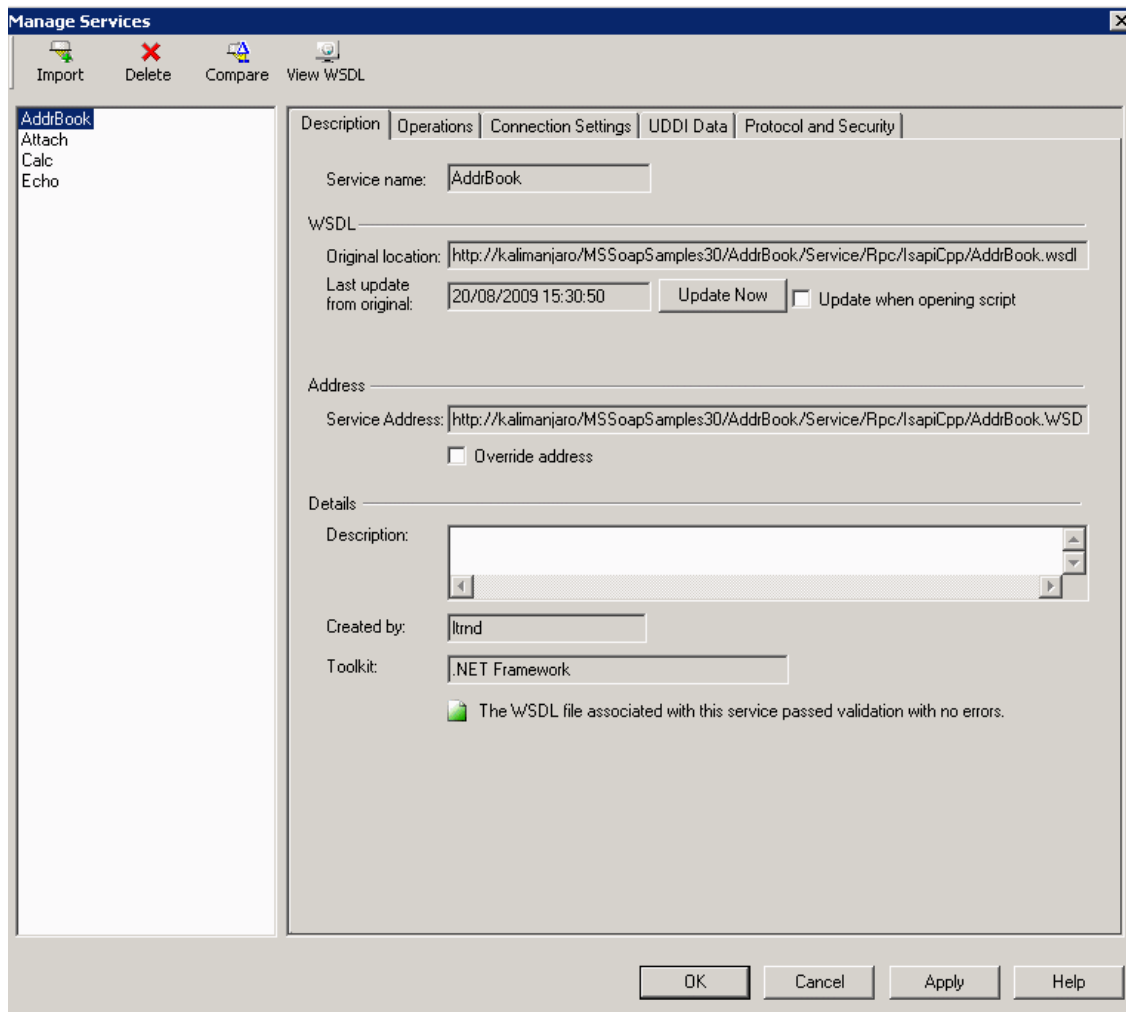 Manage Services
Import Delete Compare View WSDL
AddrBook
Attach
Calc
Echo
Description Operations Connection Settings UDDI Data Protocol and Security
Service name: AddrBook
WSDL
Original location: http://kalimanjaro/MSSoapSamples30/AddrBook/Service/Rpc/IsapiCpp/AddrBook.wsdl
Last update
from original: 20/08/2009 15:30:50 Update Now Update when opening script
Address
Service Address: http://kalimanjaro/MSSoapSamples30/AddrBook/Service/Rpc/IsapiCpp/AddrBook.WSD
Override address
Details
Description:
Created by: ltrnd
Toolkit: .NET Framework
The WSDL file associated with this service passed validation with no errors.
OK Cancel Apply Help